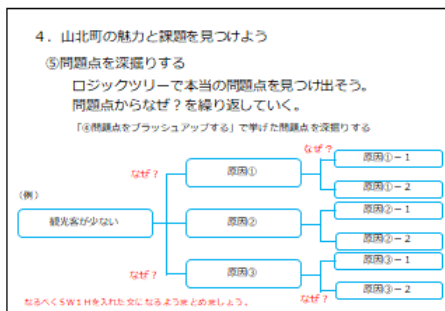 ４．山北町の魅力と課題を見つけよう
⑤問題点を深掘りする
ロジックツリーで本当の問題点を見つけ出そう。
問題点からなぜ？を繰り返していく。
「④問題点をブラッシュアップする」で挙げた問題点を深掘りする
なぜ？
原因①－１
なぜ？
原因①
原因①－２
（例）
原因②－１
観光客が少ない
原因②
原因②－２
原因③－１
なぜ？
原因③
原因③－２
なるべく５Ｗ１Ｈを入れた文になるようまとめましょう。
なぜ？